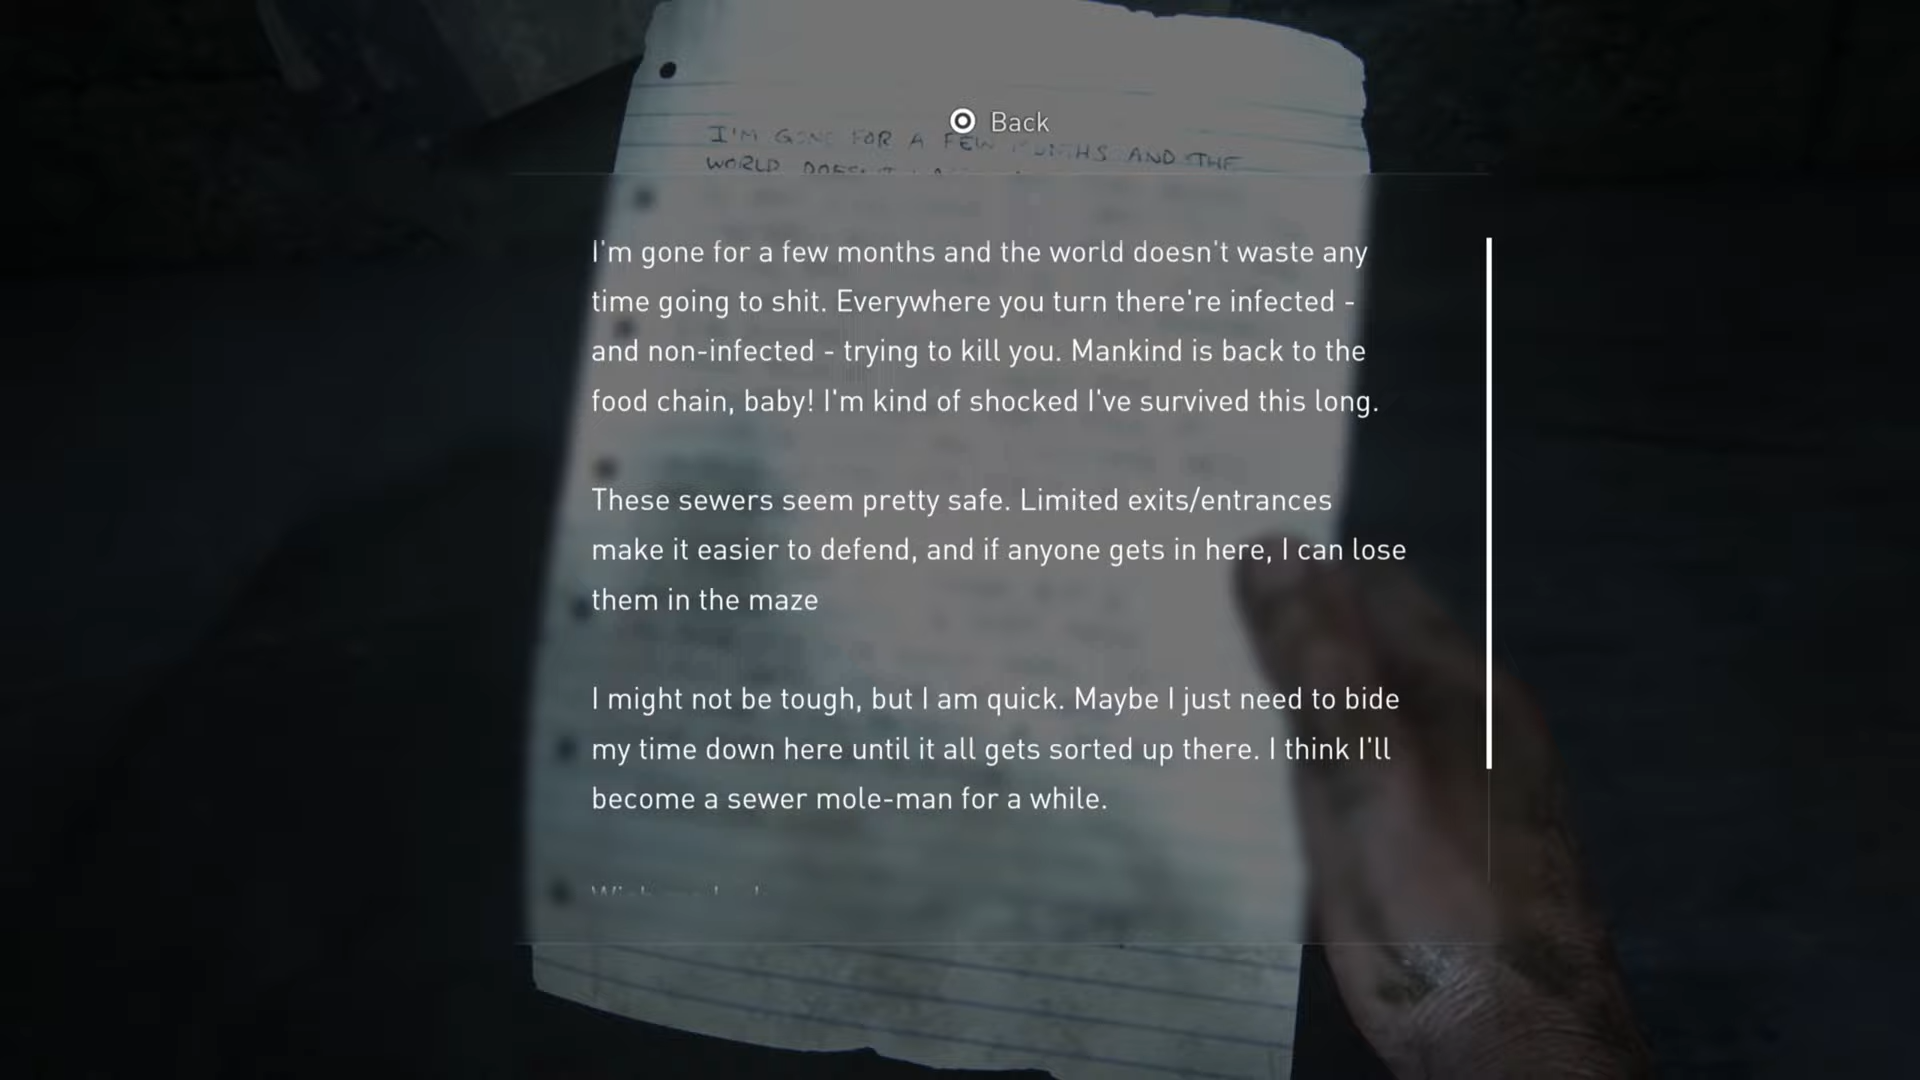 Back
I'M GONE FOR A FEW MONTHS AND THE
WORLD DOESN'T
I'm gone for a few months and the world doesn't waste any
time going to shit. Everywhere you turn there're infected -
and non-infected - trying to kill you. Mankind is back to the
food chain, baby! I'm kind of shocked I've survived this long.
These sewers seem pretty safe. Limited exits/entrances
make it easier to defend, and if anyone gets in here, I can lose
them in the maze
I might not be tough, but I am quick. Maybe I just need to bide
my time down here until it all gets sorted up there. I think I'll
become a sewer mole-man for a while.